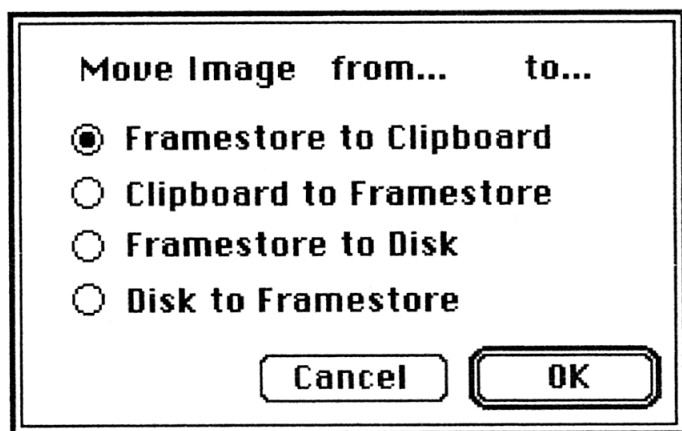 Move Image from... to...
Framestore to Clipboard
Clipboard to Framestore
Framestore to Disk
Disk to Framestore
Cancel OK